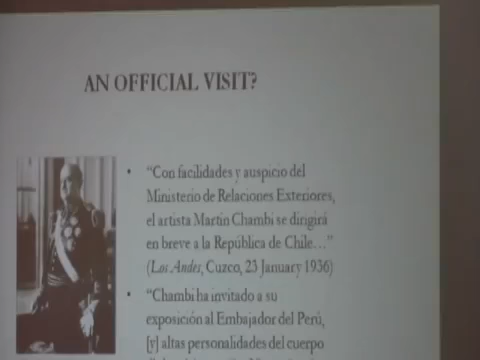 AN OFFICIAL VISIT?
• “Con facilidades y auspicio del
Ministerio de Relaciones Exteriores,
el artista Martin Chambi se dirigirá
en breve a la República de Chile…”
(Los Andes, Cuzco, 23 January 1936)
• “Chambi ha invitado a su
exposición al Embajador del Perú,
[y] altas personalidades del cuerpo